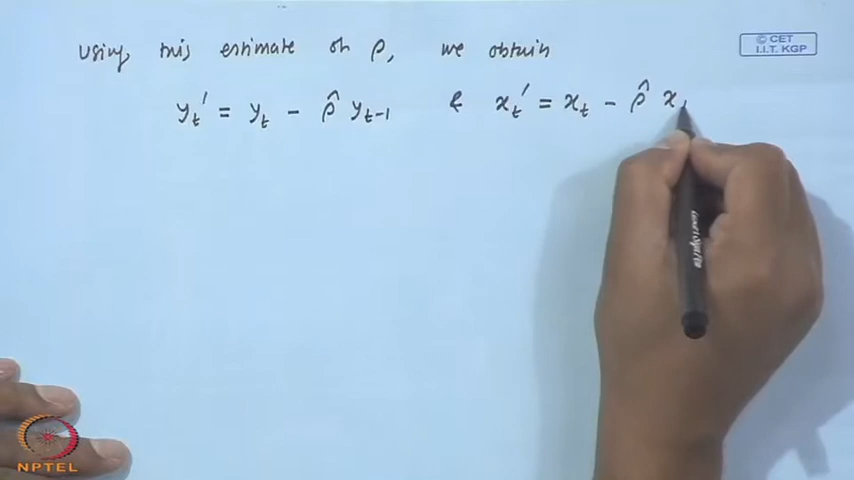 © CET
I.I.T. KGP
Using this estimate of ρ, we obtain
y_t' = y_t - ρ̂ y_{t-1} & x_t' = x_t - ρ̂ x
NPTEL